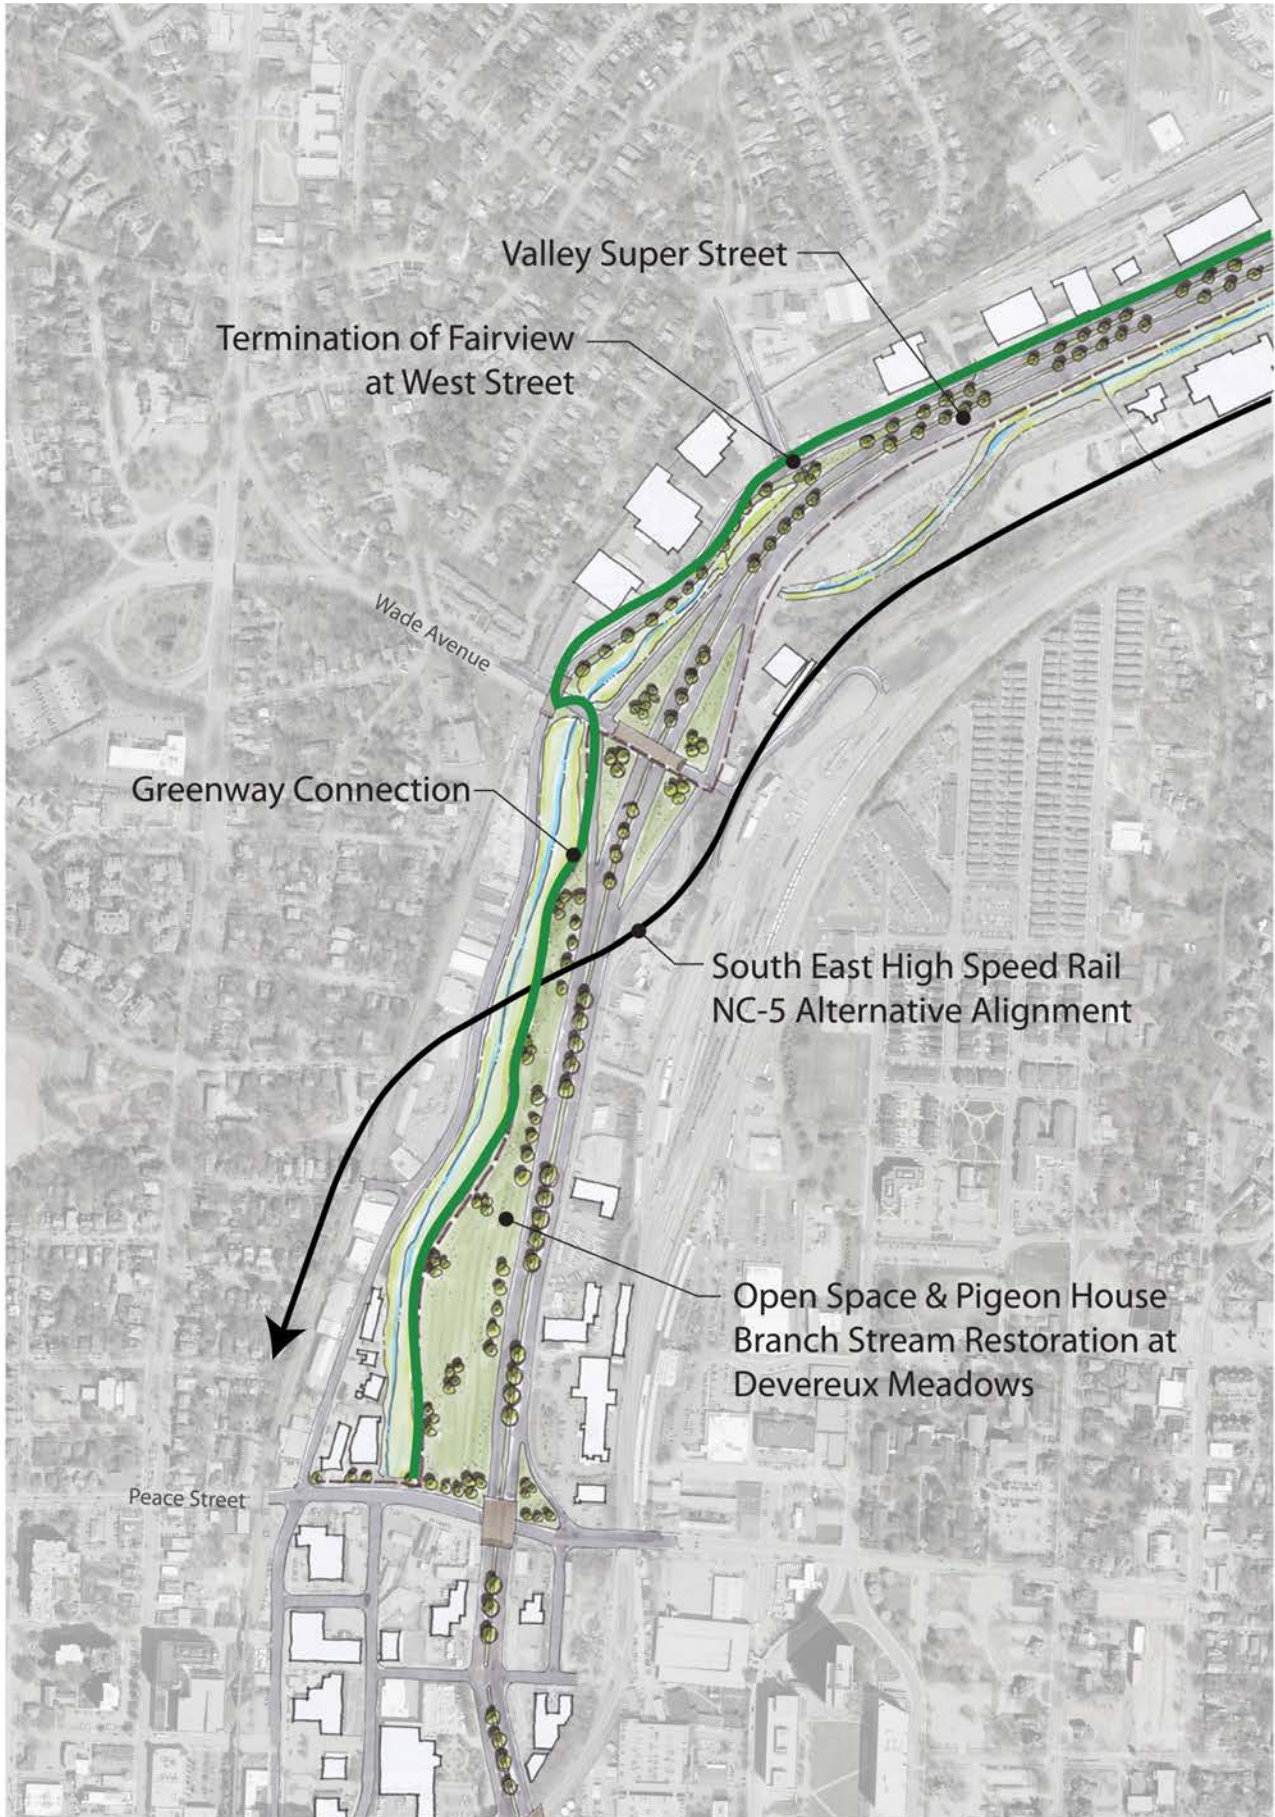 Valley Super Street
Termination of Fairview
at West Street
Wade Avenue
Greenway Connection
South East High Speed Rail
NC-5 Alternative Alignment
Open Space & Pigeon House
Branch Stream Restoration at
Devereux Meadows
Peace Street